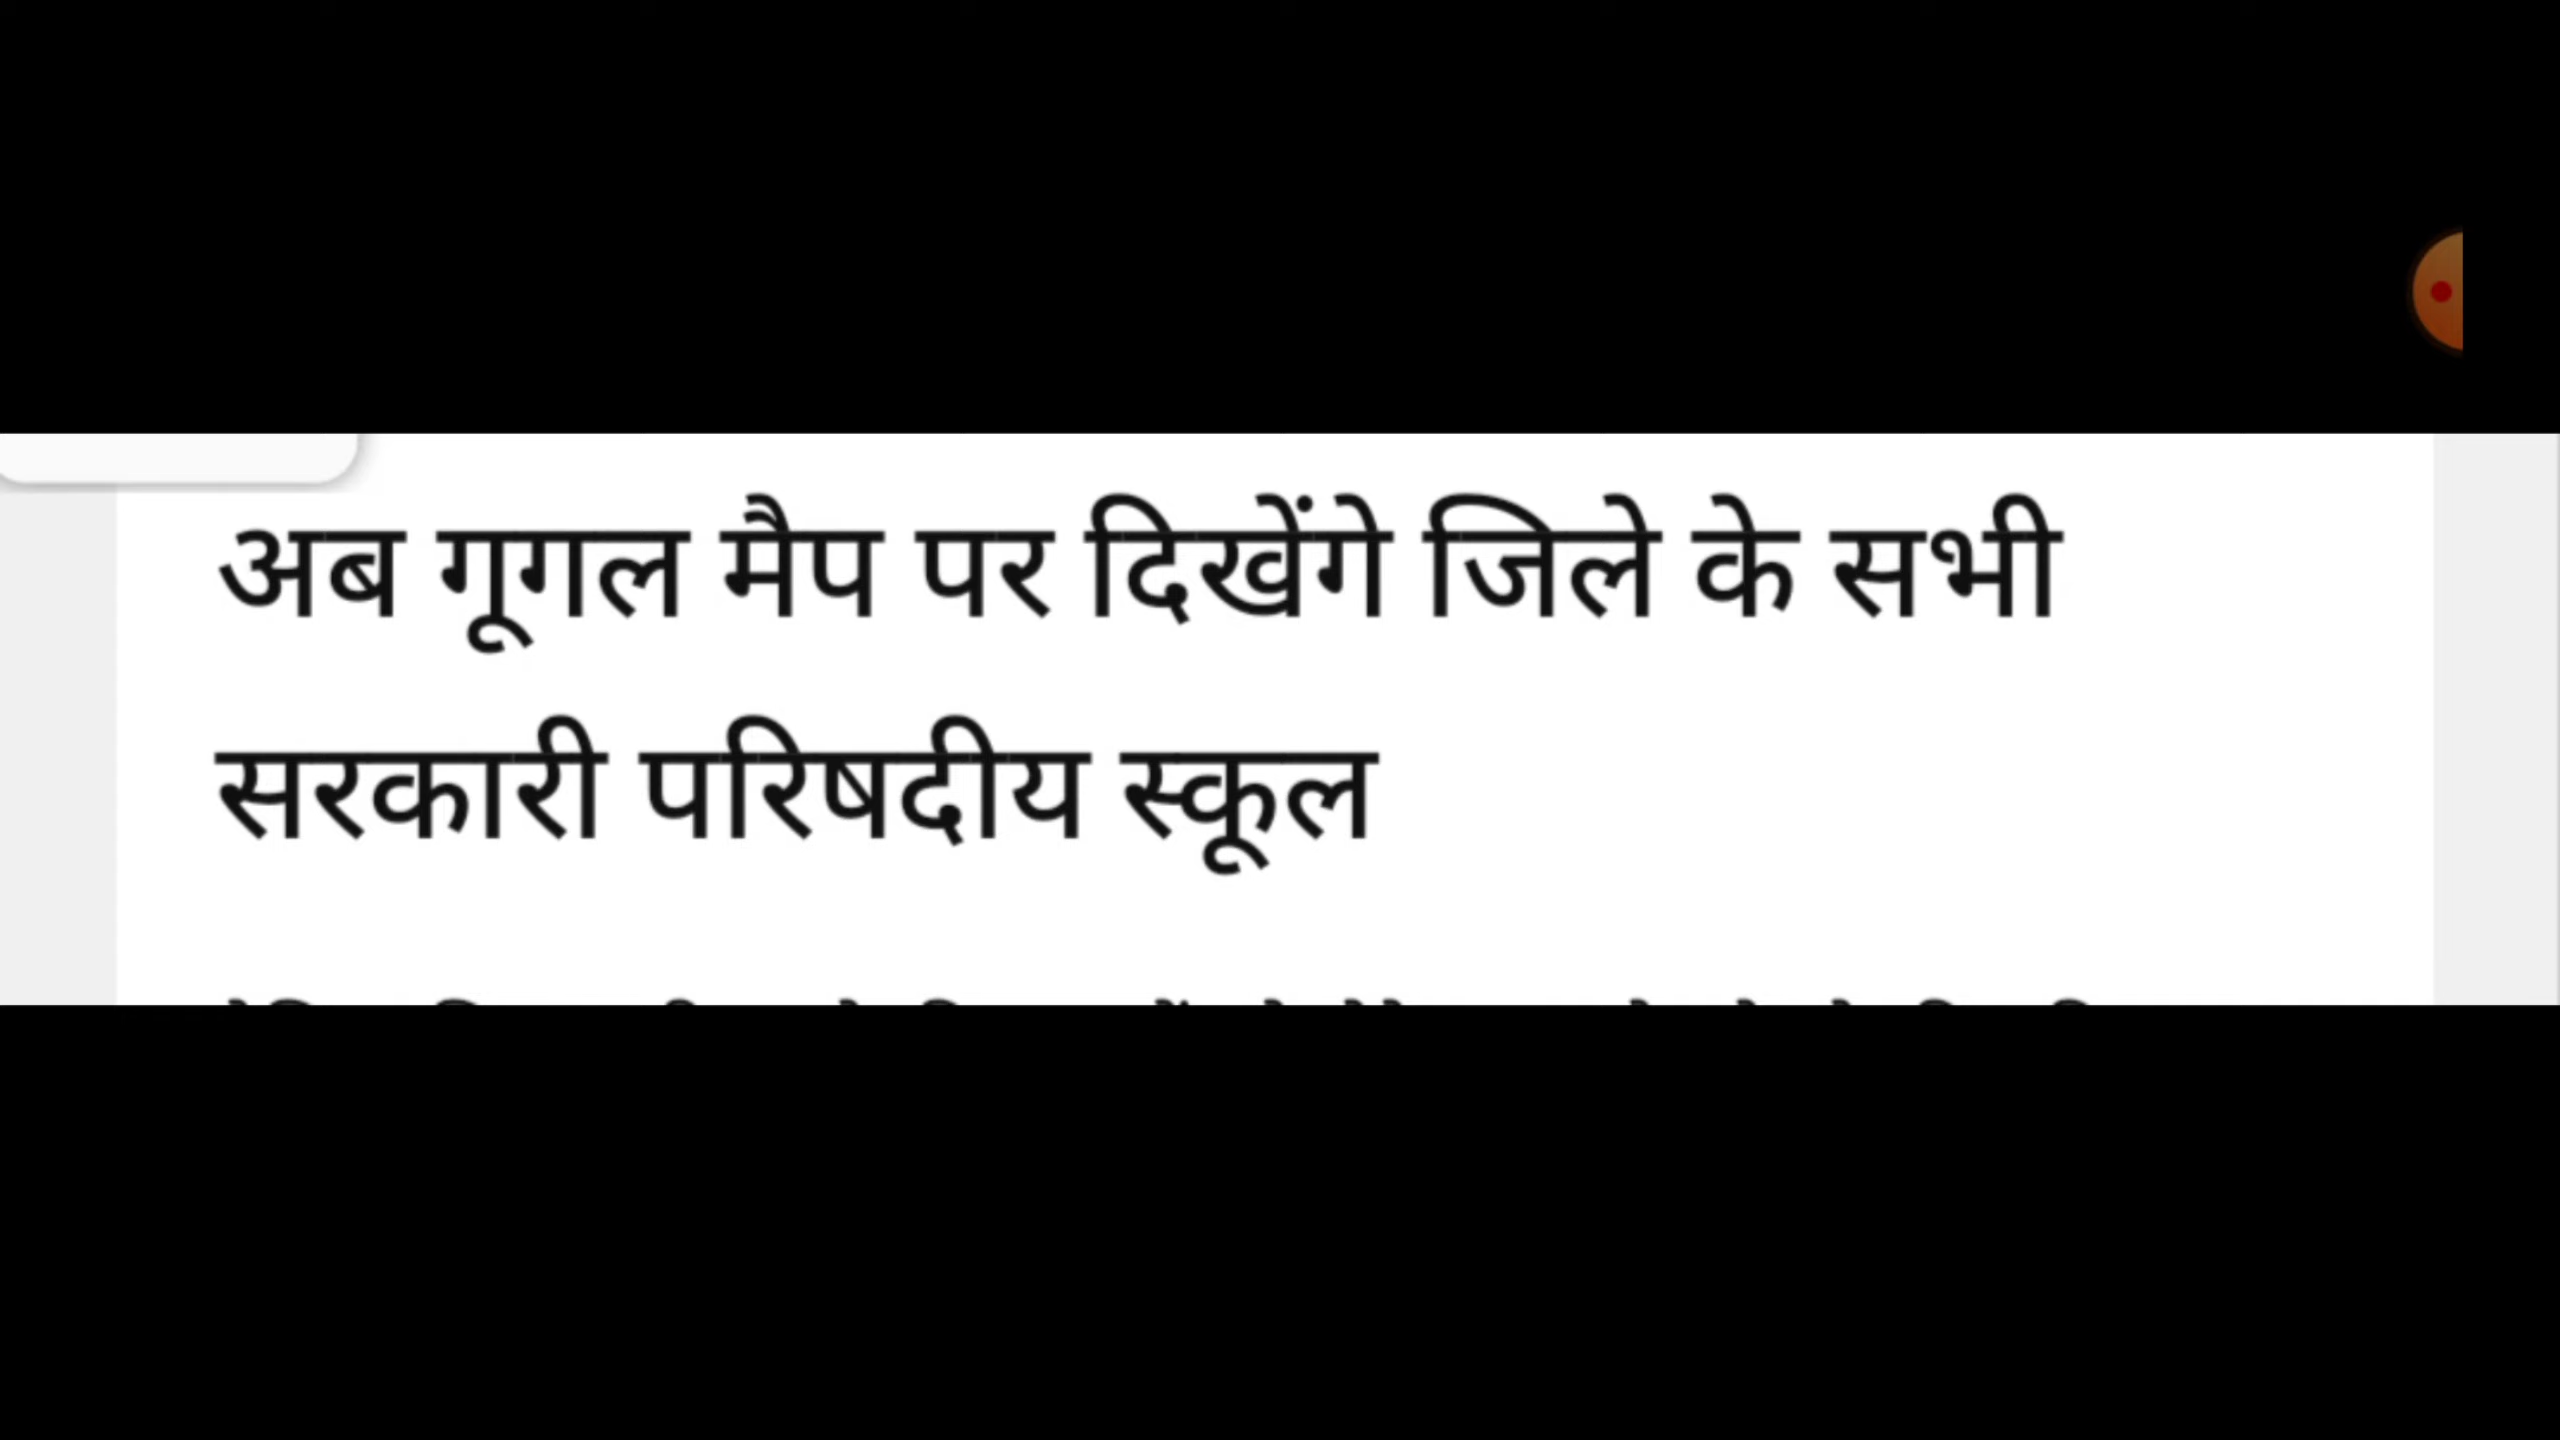 अब गूगल मैप पर दिखेंगे जिले के सभी
सरकारी परिषदीय स्कूल